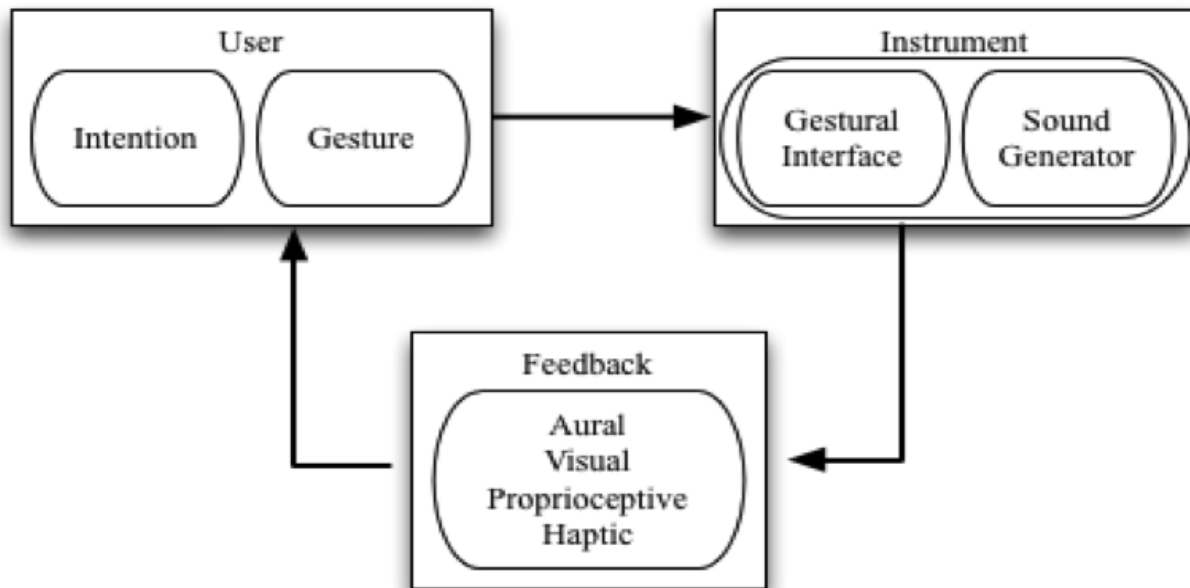 User
Intention
Gesture
Instrument
Gestural
Interface
Sound
Generator
Feedback
Aural
Visual
Proprioceptive
Haptic